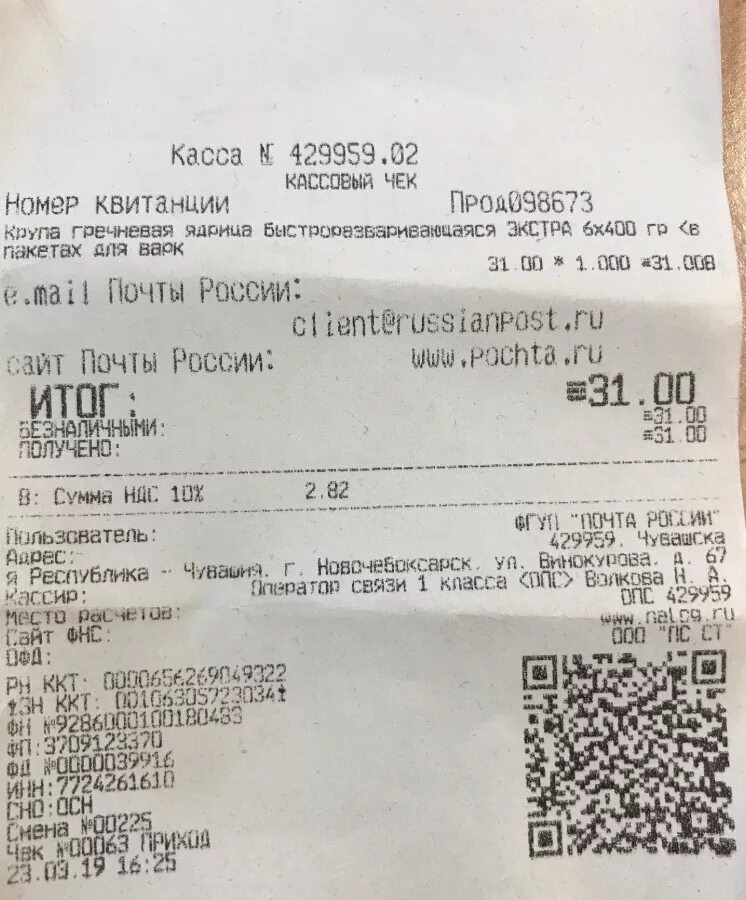 Касса № 429959.02
КАССОВЫЙ ЧЕК
Номер квитанции Прод098673
Крупа гречневая ядрица быстроразваривающаяся ЭКСТРА 6х400 гр <в
пакетах для варк
31.00 * 1.000 ≡31.00В
e.mail Почты России:
client@russianpost.ru
сайт Почты России: www.pochta.ru
ИТОГ: ≡31.00
БЕЗНАЛИЧНЫМИ: ≡31.00
ПОЛУЧЕНО: ≡31.00
В: Сумма НДС 10% 2.82
Пользователь: ФГУП "ПОЧТА РОССИИ"
Адрес: 429959, Чувашска
я Республика - Чувашия, г. Новочебоксарск, ул. Винокурова, д. 67
Кассир: Оператор связи 1 класса <ОПС> Волкова Н. А.
Место расчетов: ОПС 429959
Сайт ФНС: www.nalog.ru
ОФД: ООО "ПС СТ"
РН ККТ: 0000656269049322
ЗН ККТ: 00106305723034
ФН №9286000100180433
ФП:3709123370
ФД №0000039916
ИНН:7724261610
СНО:ОСН
Смена №00225
Чек №00063 ПРИХОД
23.03.19 16:25